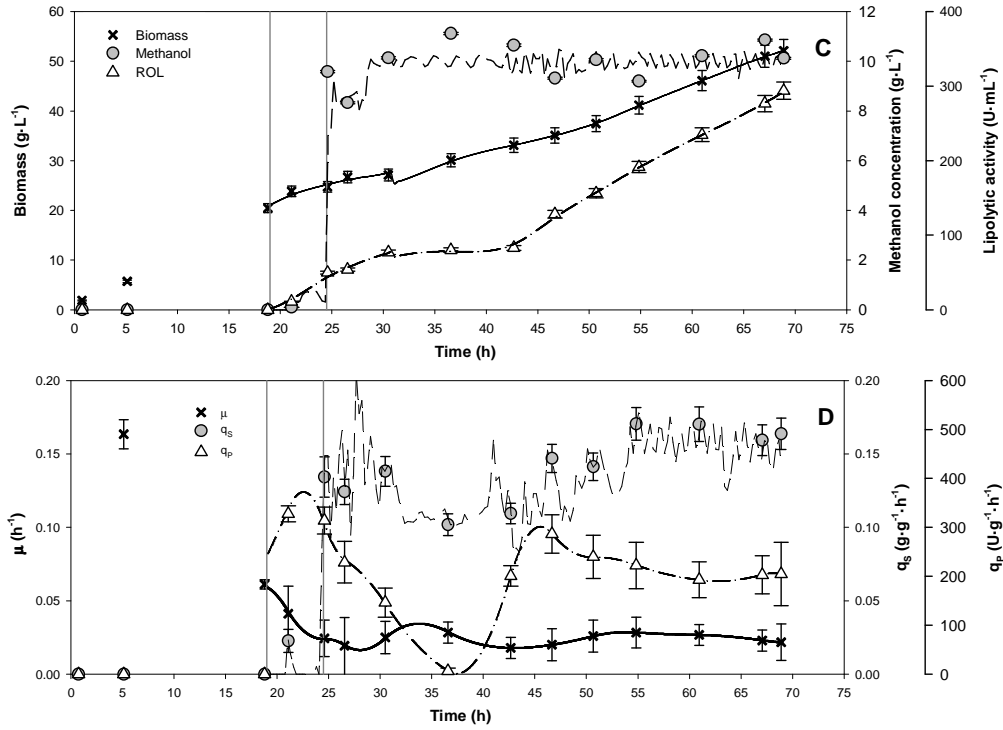 C
Biomass
Methanol
ROL
60
50
40
30
20
10
0
Biomass (g·L⁻¹)
12
10
8
6
4
2
0
Methanol concentration (g·L⁻¹)
400
300
200
100
0
Lipolytic activity (U·mL⁻¹)
0 5 10 15 20 25 30 35 40 45 50 55 60 65 70 75
Time (h)
D
μ
qS
qP
0.20
0.15
0.10
0.05
0.00
μ (h⁻¹)
0.20
0.15
0.10
0.05
0.00
qS (g·g⁻¹·h⁻¹)
600
500
400
300
200
100
0
qP (U·g⁻¹·h⁻¹)
0 5 10 15 20 25 30 35 40 45 50 55 60 65 70 75
Time (h)